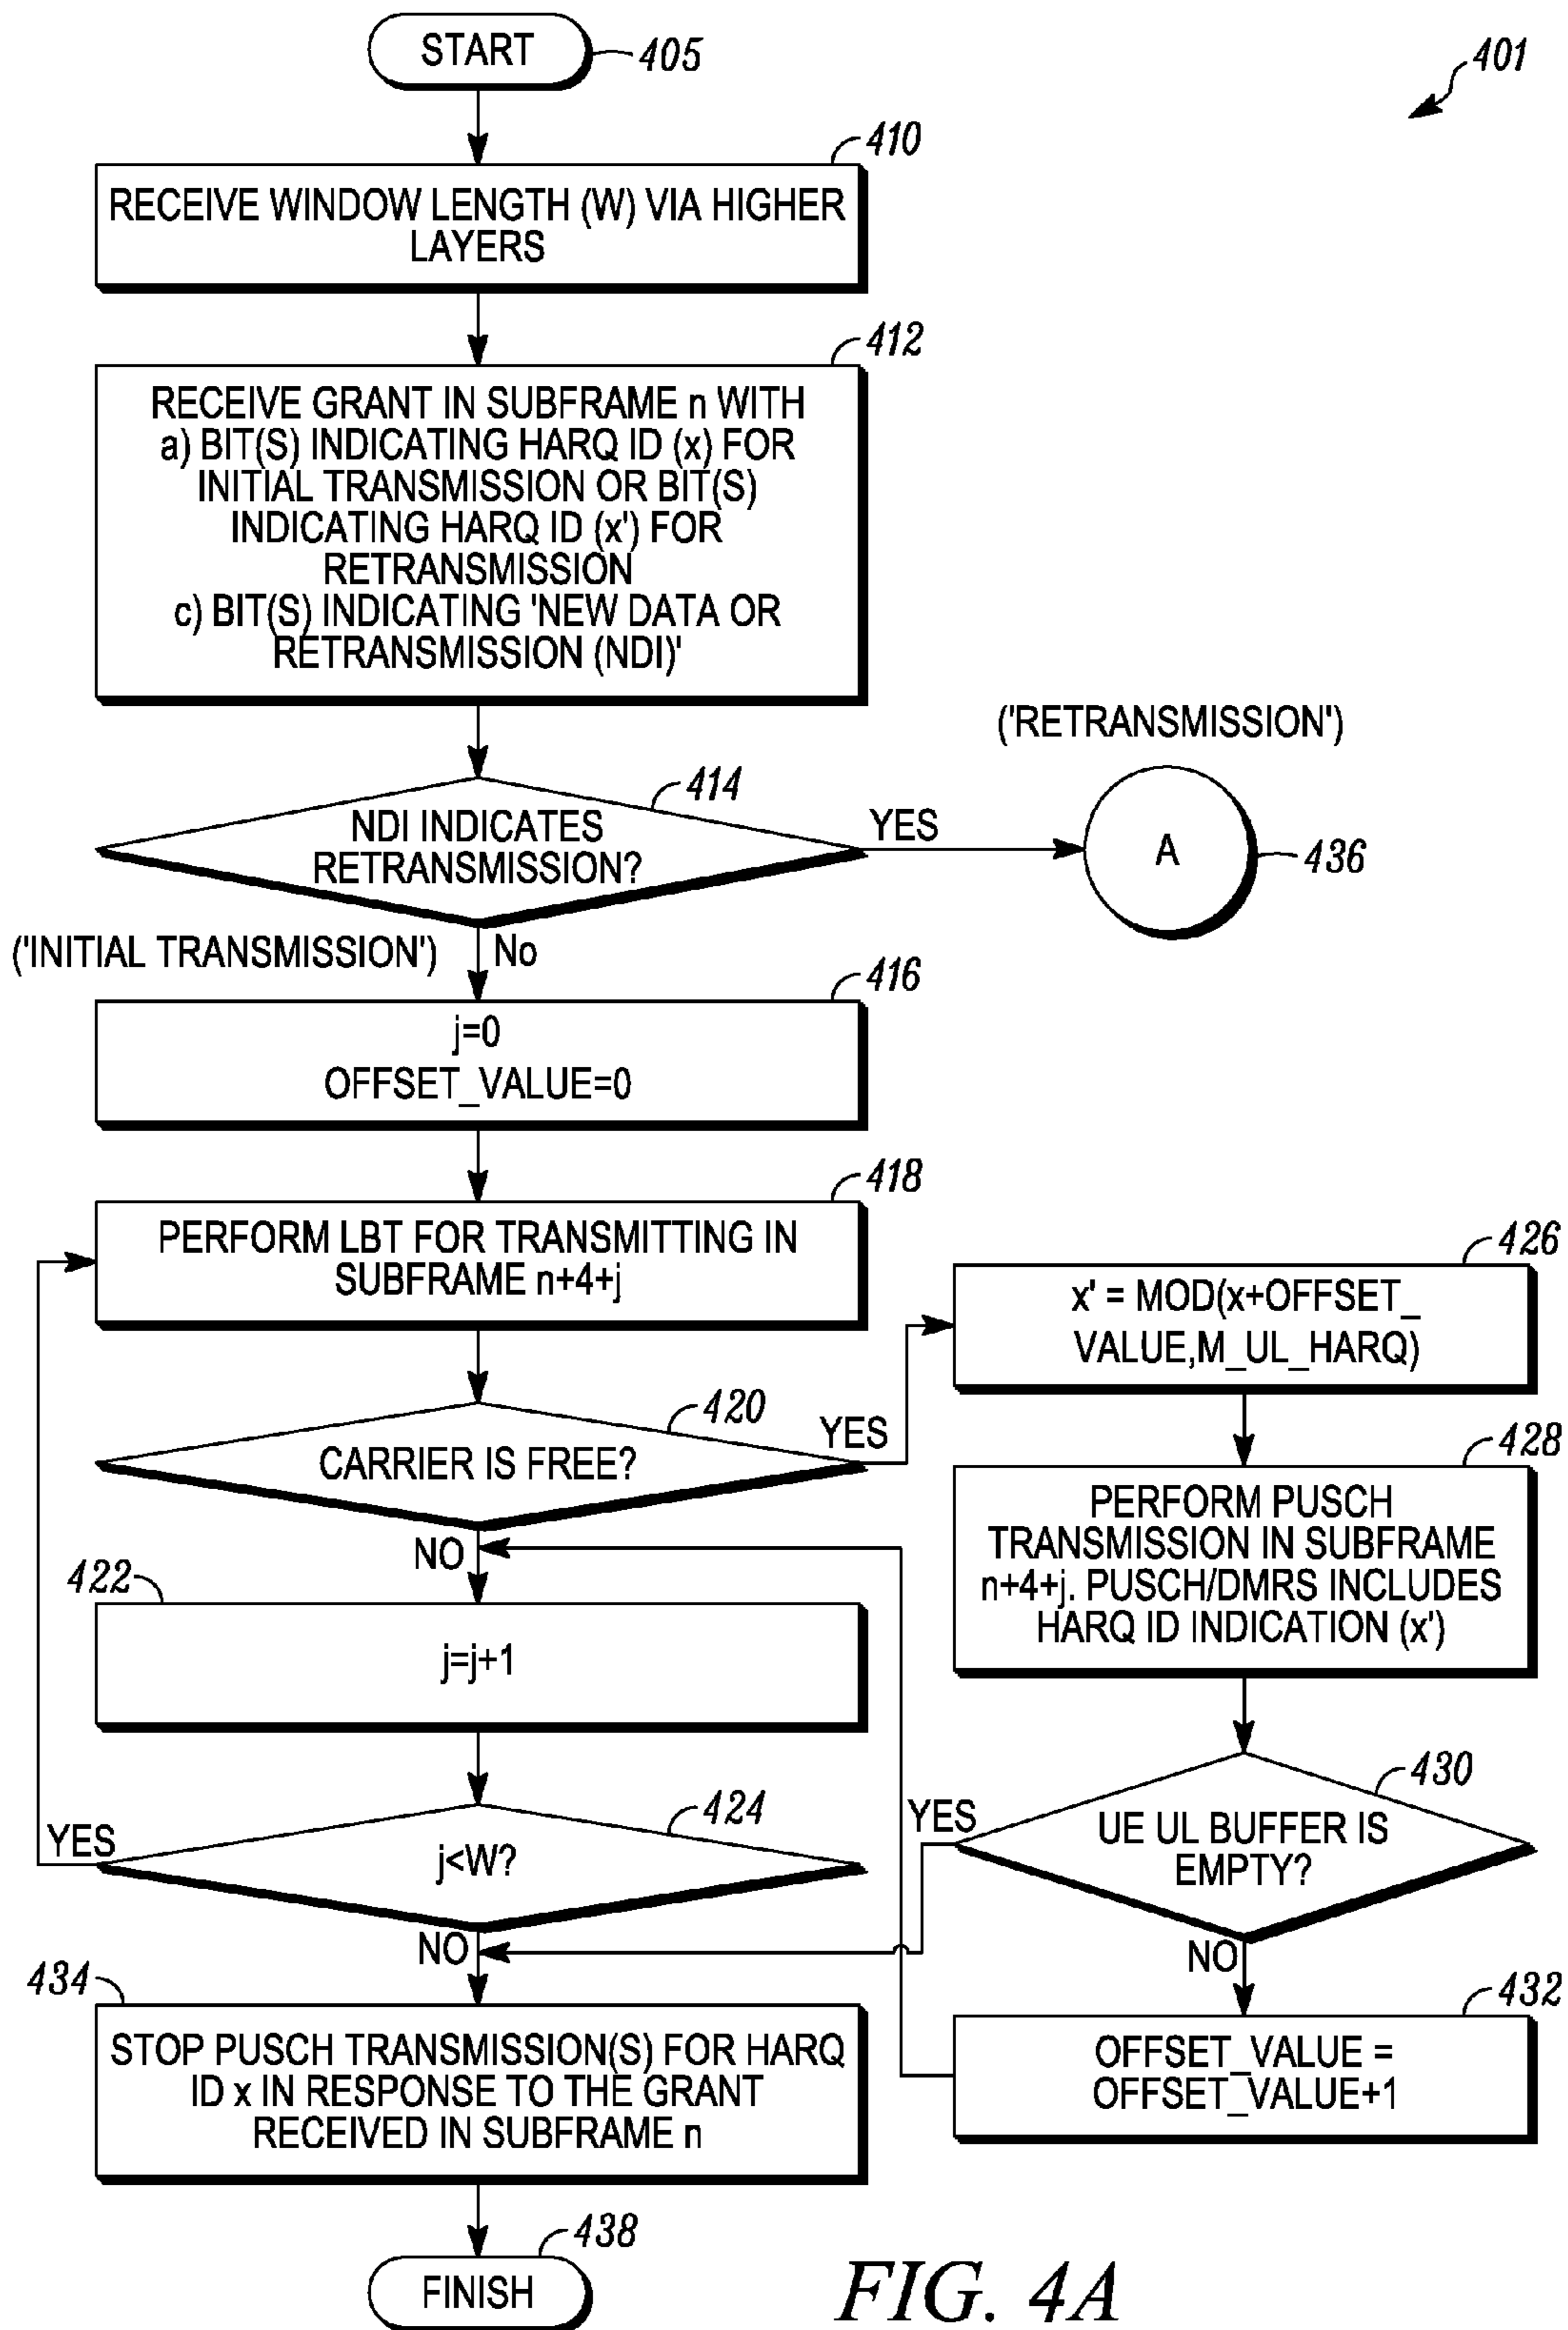 START
405
401
410
RECEIVE WINDOW LENGTH (W) VIA HIGHER
LAYERS
412
RECEIVE GRANT IN SUBFRAME n WITH
a) BIT(S) INDICATING HARQ ID (x) FOR
INITIAL TRANSMISSION OR BIT(S)
INDICATING HARQ ID (x') FOR
RETRANSMISSION
c) BIT(S) INDICATING 'NEW DATA OR
RETRANSMISSION (NDI)'
('RETRANSMISSION')
414
NDI INDICATES
RETRANSMISSION?
YES
A
436
('INITIAL TRANSMISSION')
No
416
j=0
OFFSET_VALUE=0
418
PERFORM LBT FOR TRANSMITTING IN
SUBFRAME n+4+j
420
CARRIER IS FREE?
YES
NO
422
j=j+1
424
j<W?
YES
NO
426
x' = MOD(x+OFFSET_
VALUE,M_UL_HARQ)
428
PERFORM PUSCH
TRANSMISSION IN SUBFRAME
n+4+j. PUSCH/DMRS INCLUDES
HARQ ID INDICATION (x')
430
UE UL BUFFER IS
EMPTY?
YES
NO
432
OFFSET_VALUE =
OFFSET_VALUE+1
434
STOP PUSCH TRANSMISSION(S) FOR HARQ
ID x IN RESPONSE TO THE GRANT
RECEIVED IN SUBFRAME n
438
FINISH
FIG. 4A